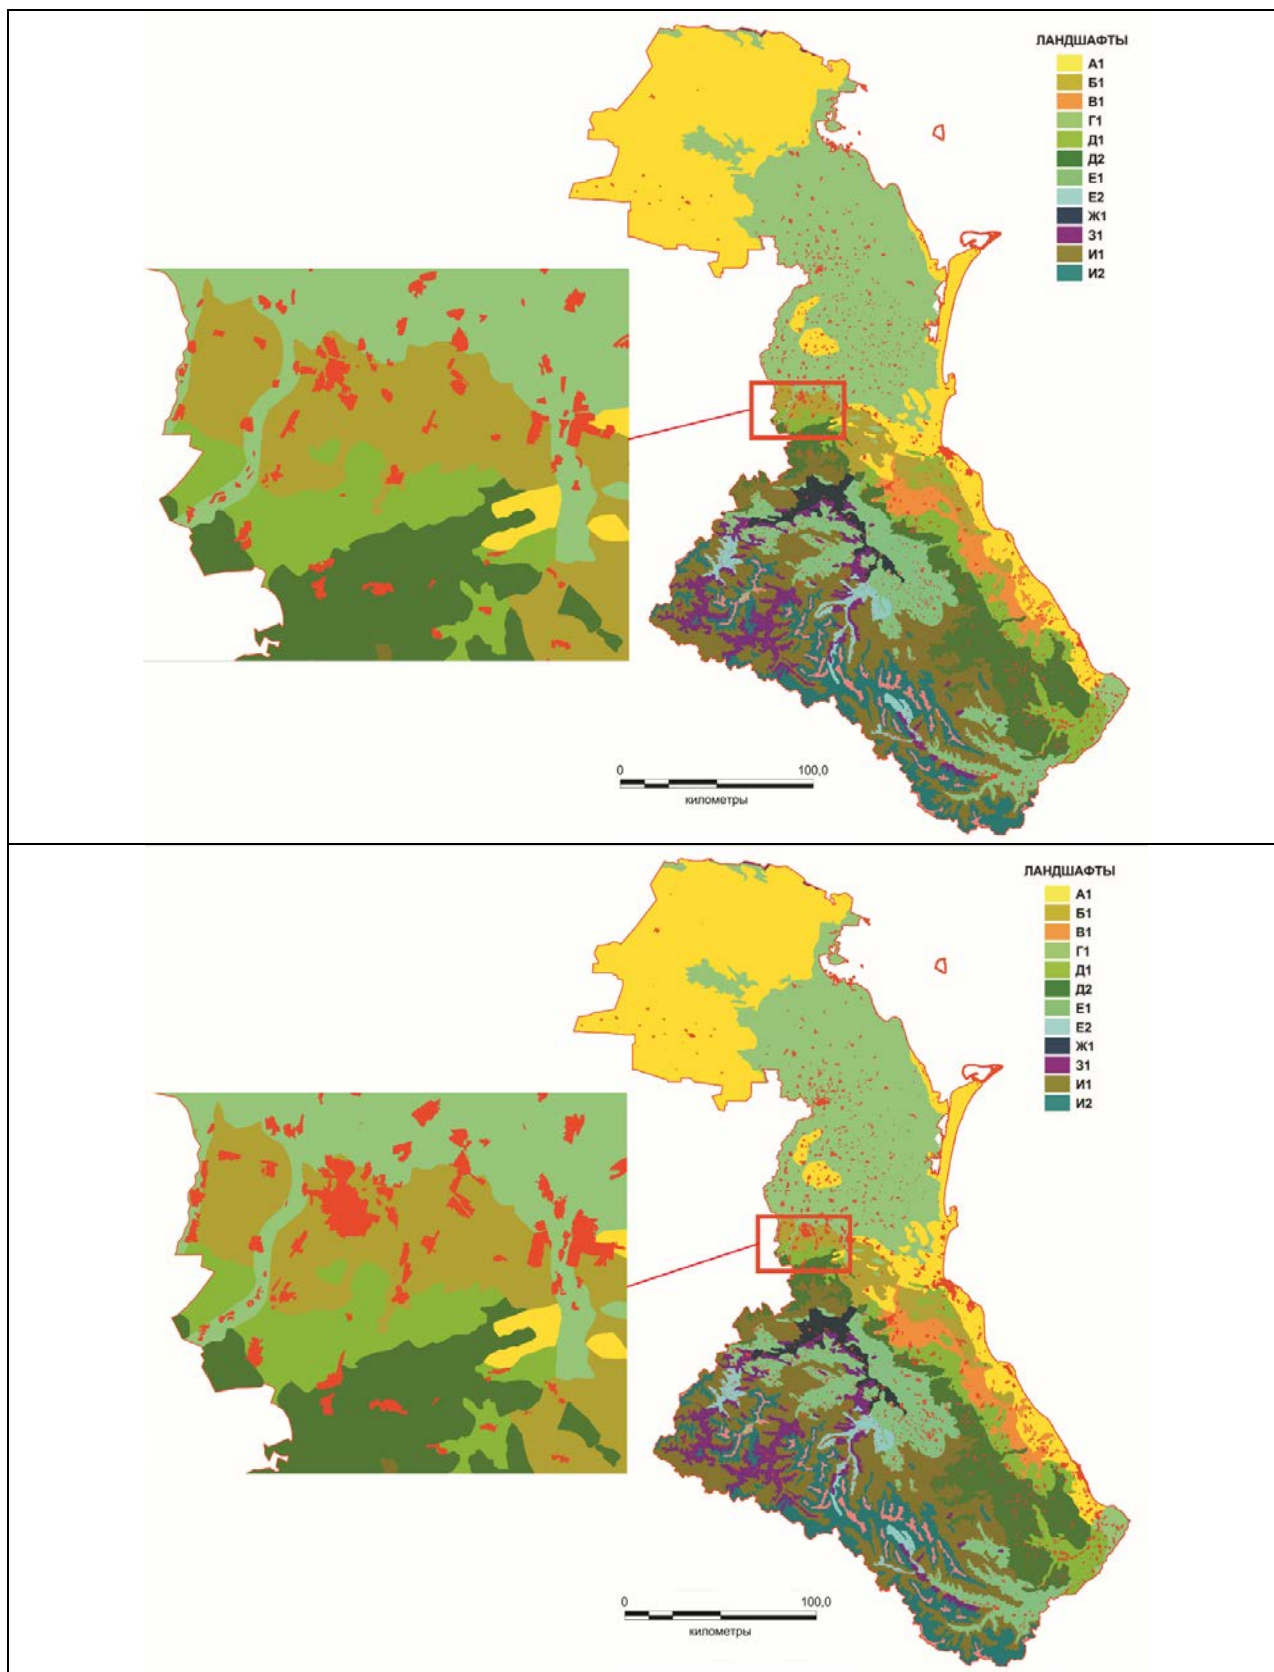 ЛАНДШАФТЫ
А1
Б1
В1
Г1
Д1
Д2
Е1
Е2
Ж1
З1
И1
И2
0 100,0
километры
ЛАНДШАФТЫ
А1
Б1
В1
Г1
Д1
Д2
Е1
Е2
Ж1
З1
И1
И2
0 100,0
километры